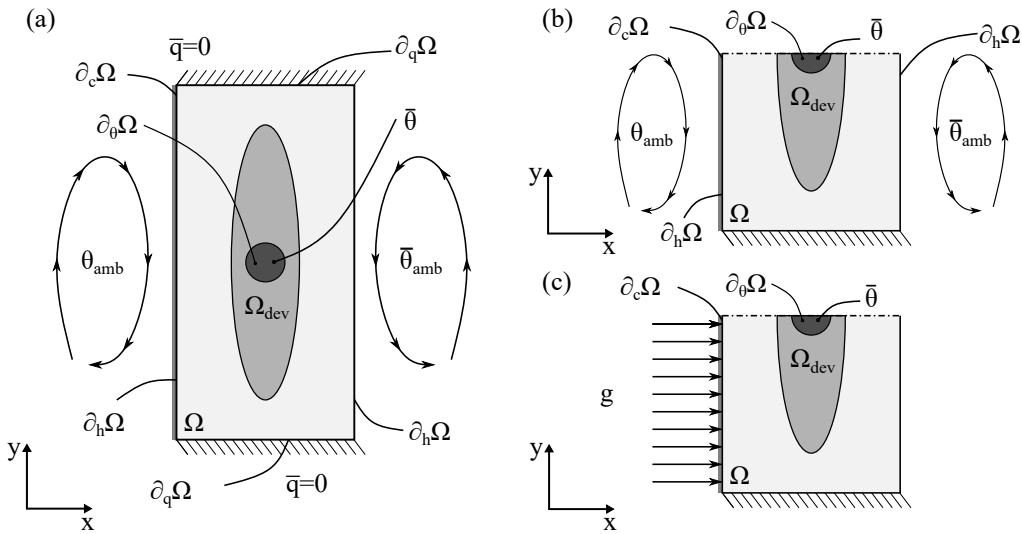 (a)
q̅=0
∂cΩ
∂qΩ
∂θΩ
θ̅
θamb
θ̅amb
Ωdev
∂hΩ
Ω
∂hΩ
∂qΩ
q̅=0
y
x
(b)
∂cΩ
∂θΩ
θ̅
∂hΩ
Ωdev
θamb
θ̅amb
y
∂hΩ
Ω
x
(c)
∂cΩ
∂θΩ
θ̅
Ωdev
g
y
Ω
x